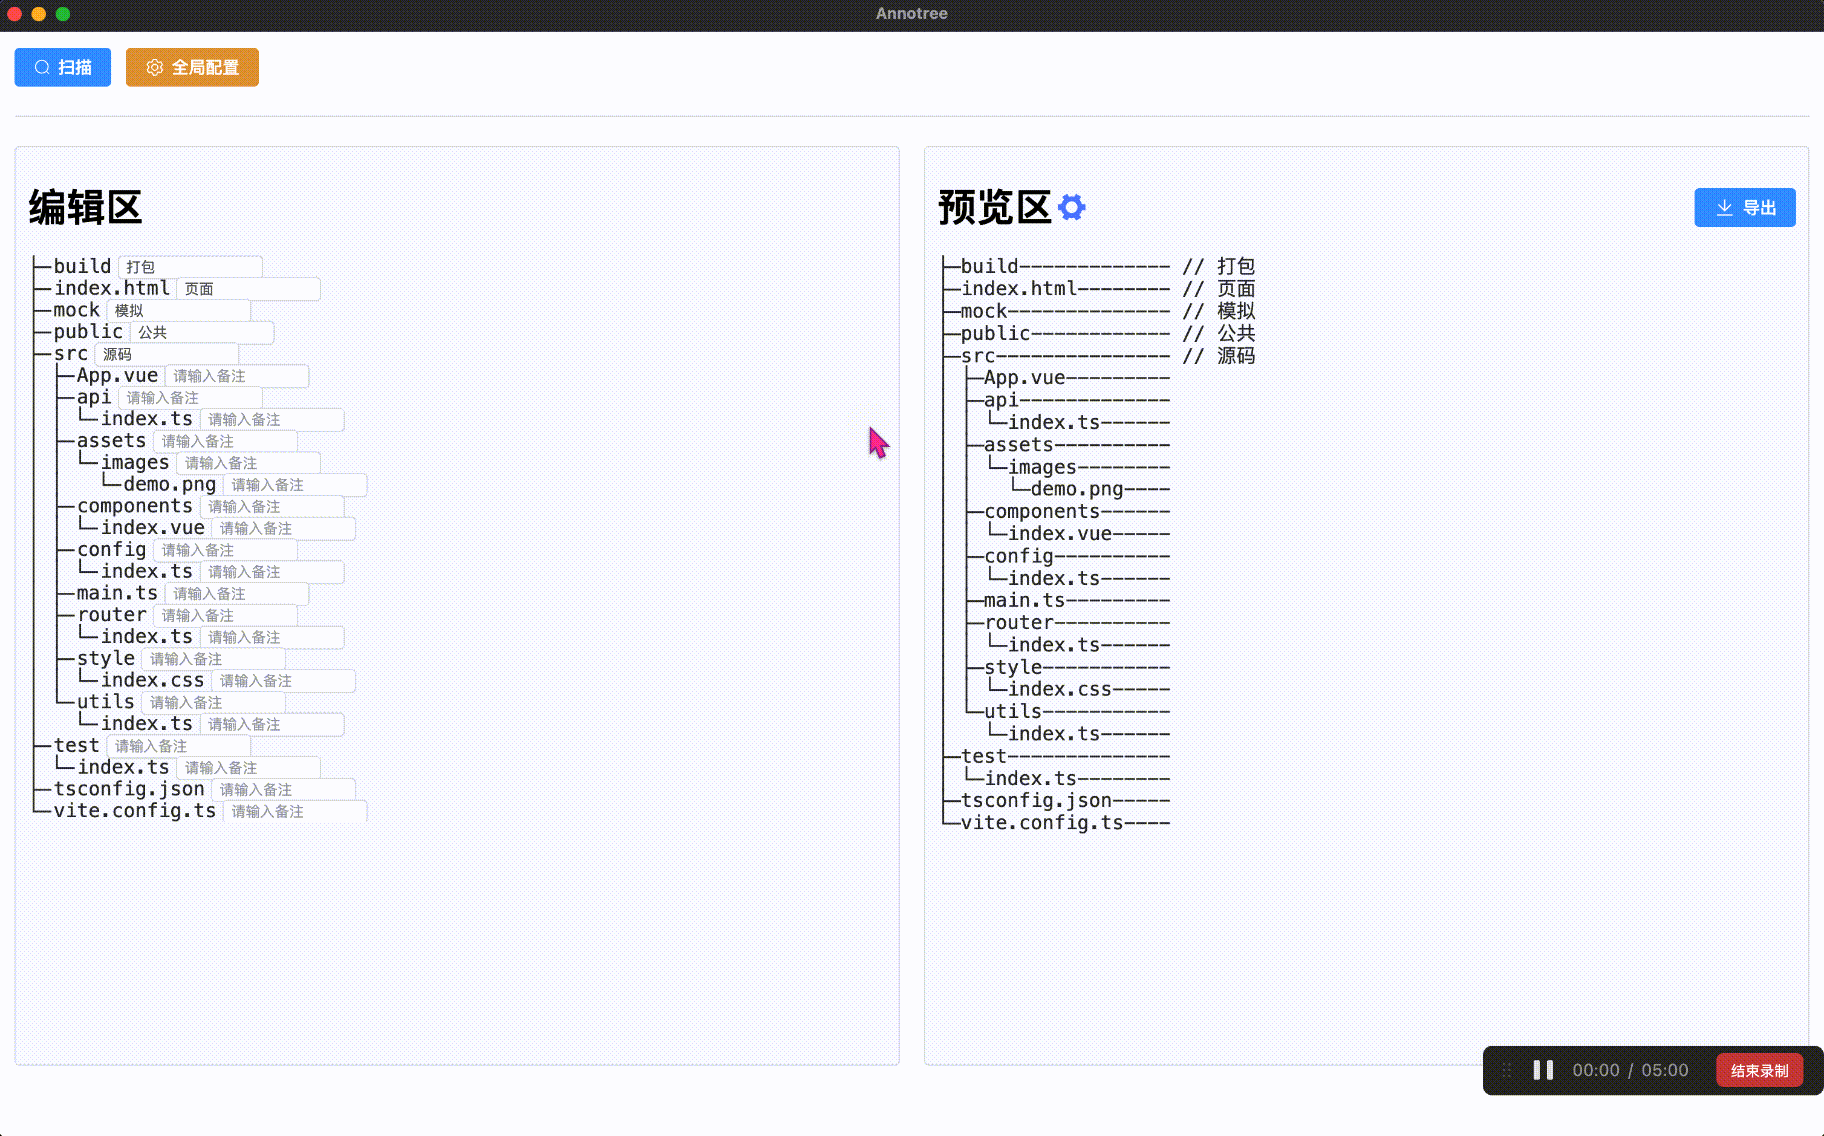 Annotree
扫描 全局配置
编辑区
├─build 打包
├─index.html 页面
├─mock 模拟
├─public 公共
├─src 源码
│ ├─App.vue 请输入备注
│ ├─api 请输入备注
│ │ └─index.ts 请输入备注
│ ├─assets 请输入备注
│ │ └─images 请输入备注
│ │   └─demo.png 请输入备注
│ ├─components 请输入备注
│ │ └─index.vue 请输入备注
│ ├─config 请输入备注
│ │ └─index.ts 请输入备注
│ ├─main.ts 请输入备注
│ ├─router 请输入备注
│ │ └─index.ts 请输入备注
│ ├─style 请输入备注
│ │ └─index.css 请输入备注
│ └─utils 请输入备注
│   └─index.ts 请输入备注
├─test 请输入备注
│ └─index.ts 请输入备注
├─tsconfig.json 请输入备注
└─vite.config.ts 请输入备注
预览区
导出
├─build------------- // 打包
├─index.html-------- // 页面
├─mock-------------- // 模拟
├─public------------ // 公共
├─src--------------- // 源码
│ ├─App.vue---------
│ ├─api-------------
│ │ └─index.ts------
│ ├─assets----------
│ │ └─images--------
│ │   └─demo.png----
│ ├─components------
│ │ └─index.vue-----
│ ├─config----------
│ │ └─index.ts------
│ ├─main.ts---------
│ ├─router----------
│ │ └─index.ts------
│ ├─style-----------
│ │ └─index.css-----
│ └─utils-----------
│   └─index.ts------
├─test--------------
│ └─index.ts--------
├─tsconfig.json-----
└─vite.config.ts----
00:00 / 05:00 结束录制